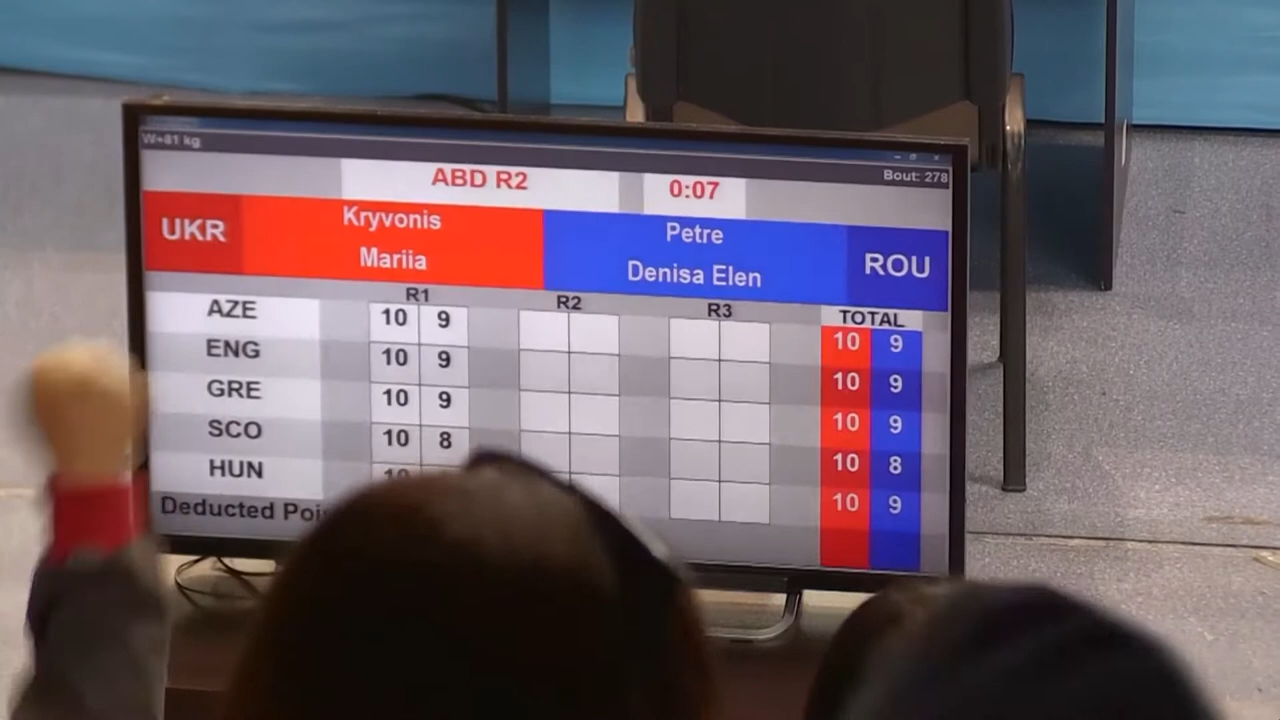 W+81 kg
Bout: 278
ABD R2 0:07
UKR Kryvonis Mariia
Petre Denisa Elen ROU
R1 R2 R3 TOTAL
AZE 10 9 10 9
ENG 10 9 10 9
GRE 10 9 10 9
SCO 10 8 10 8
HUN 10 10 9
Deducted